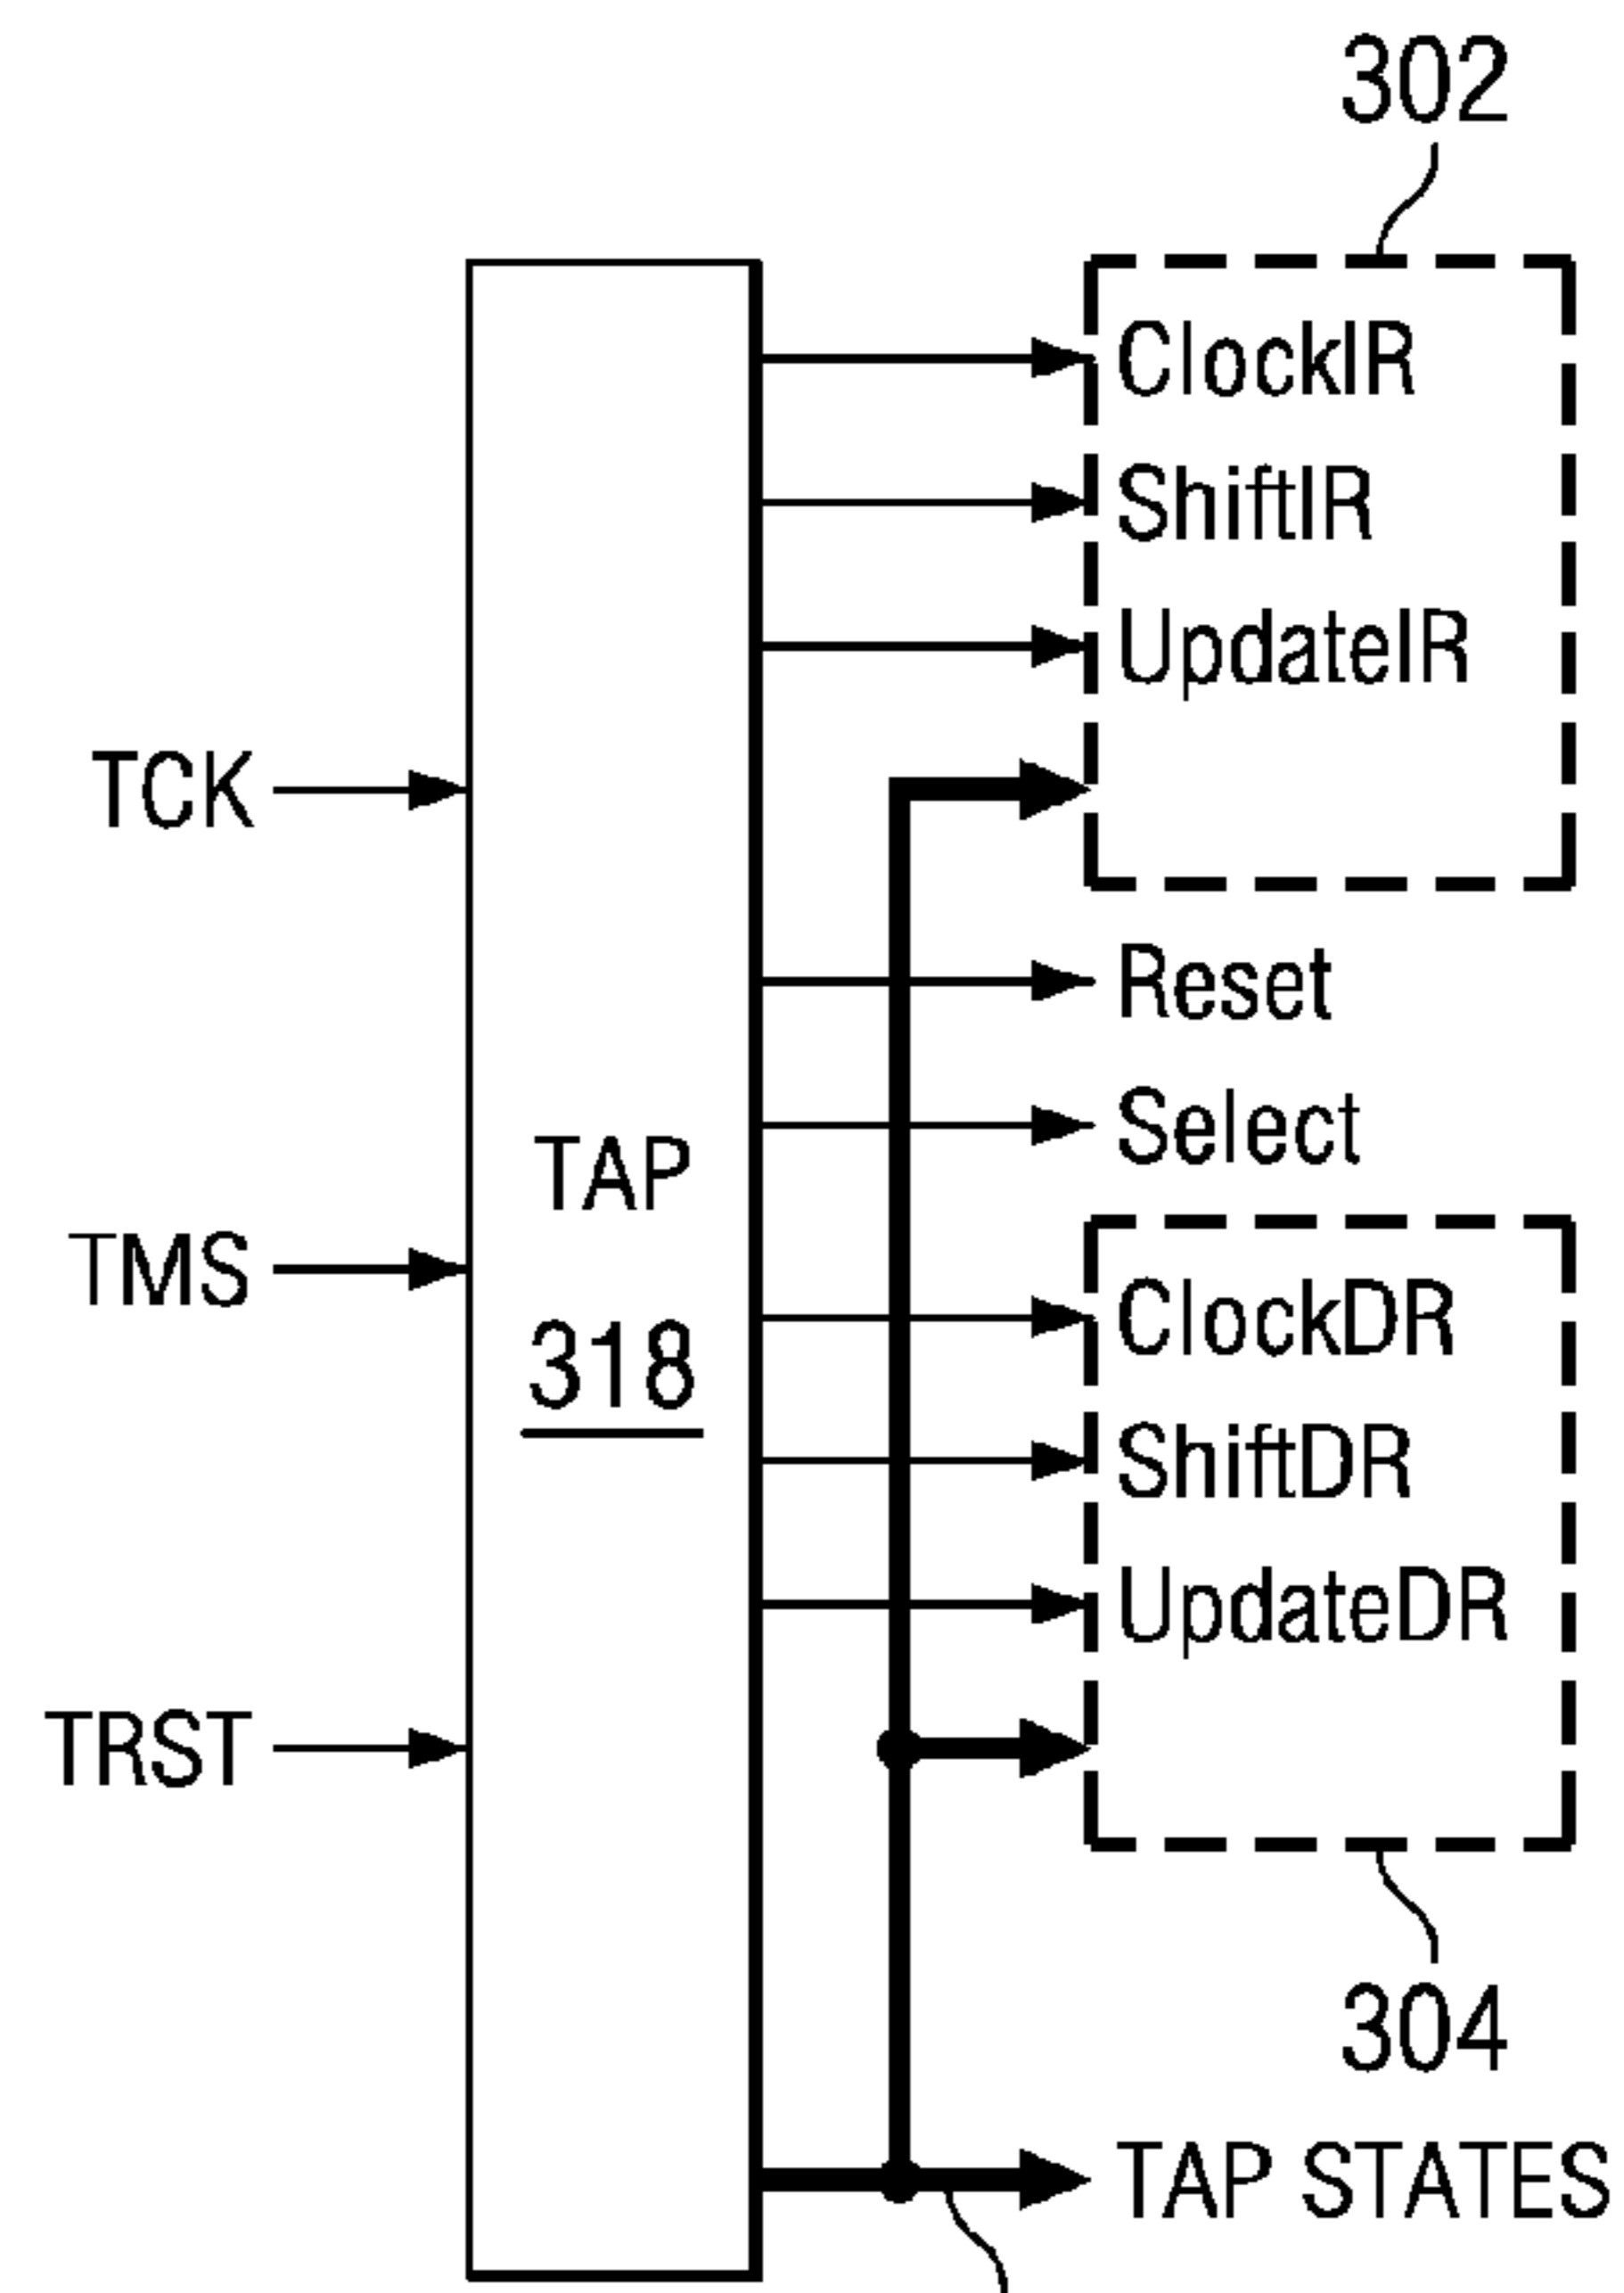 302
ClockIR
ShiftIR
UpdateIR
TCK
Reset
Select
TAP
TMS
318
ClockDR
ShiftDR
UpdateDR
TRST
304
TAP STATES